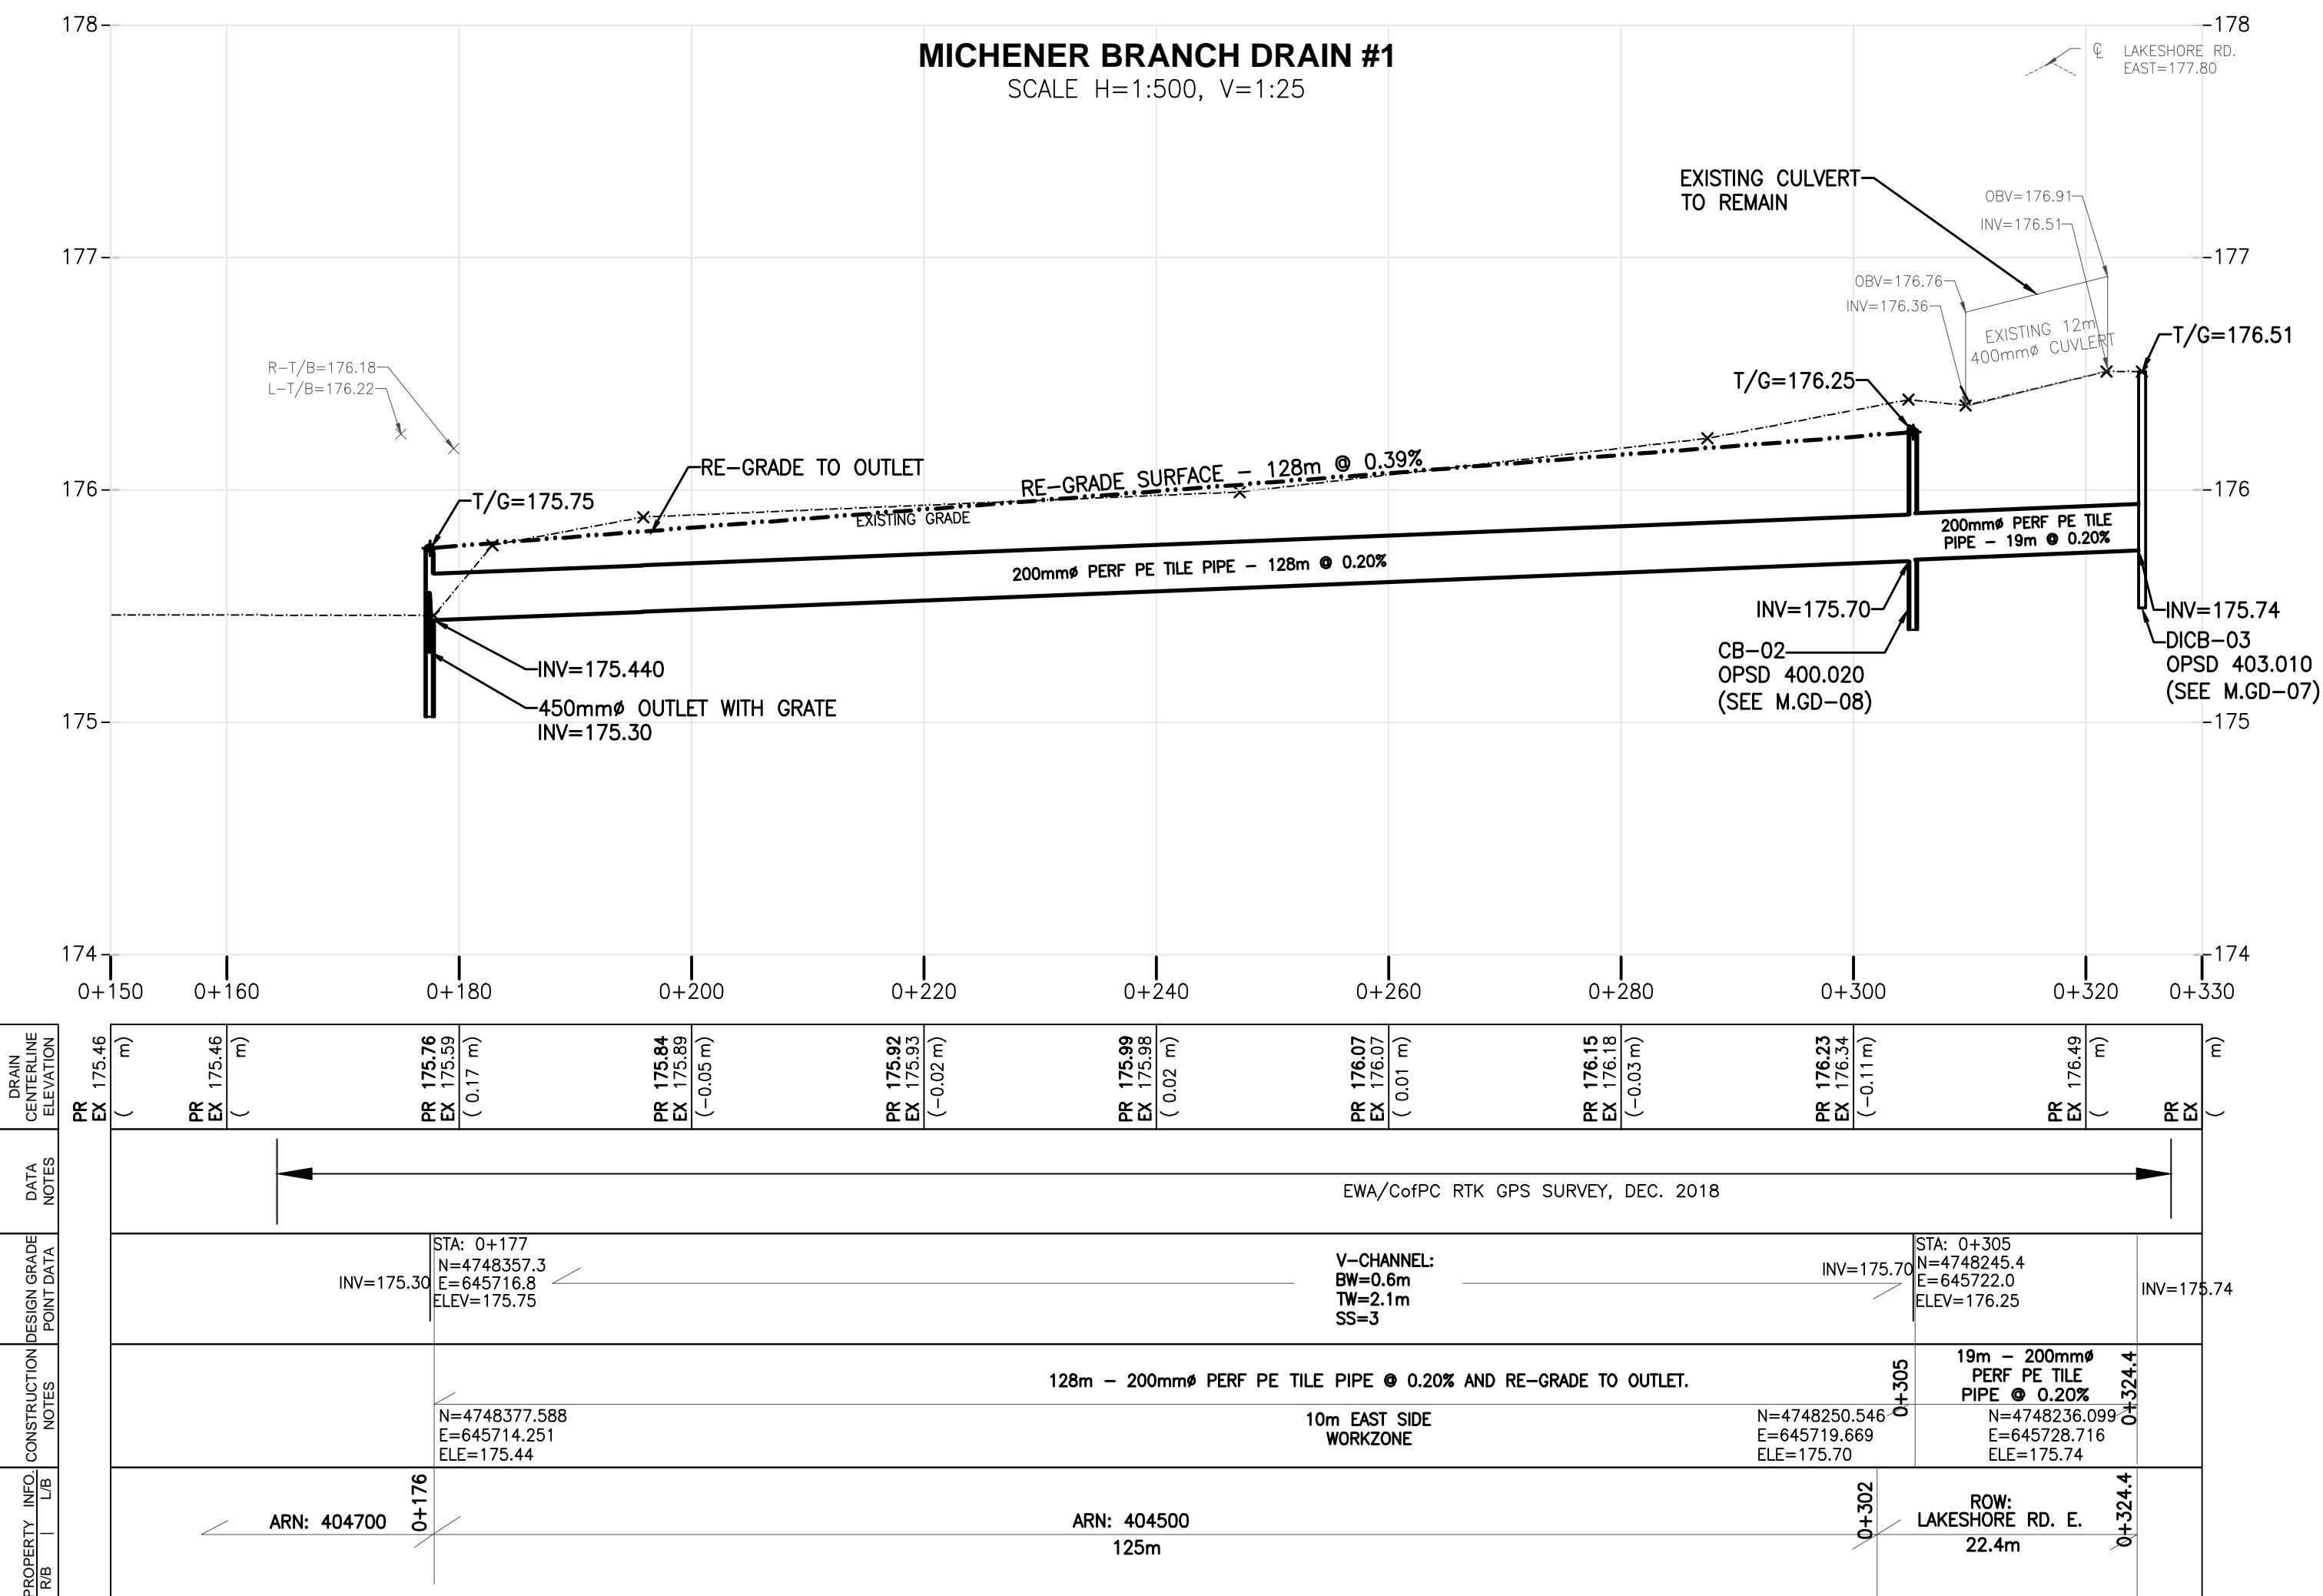 MICHENER BRANCH DRAIN #1
SCALE H=1:500, V=1:25
178
177
176
175
174
178
177
176
175
174
℄ LAKESHORE RD.
EAST=177.80
EXISTING CULVERT
TO REMAIN
OBV=176.91
INV=176.51
OBV=176.76
INV=176.36
EXISTING 12m
400mmø CUVLERT
T/G=176.51
R-T/B=176.18
L-T/B=176.22
T/G=176.25
RE-GRADE TO OUTLET
RE-GRADE SURFACE - 128m @ 0.39%
T/G=175.75
EXISTING GRADE
200mmø PERF PE TILE
PIPE - 19m @ 0.20%
200mmø PERF PE TILE PIPE - 128m @ 0.20%
INV=175.70
INV=175.74
CB-02
OPSD 400.020
(SEE M.GD-08)
DICB-03
OPSD 403.010
(SEE M.GD-07)
INV=175.440
450mmø OUTLET WITH GRATE
INV=175.30
0+150 0+160 0+180 0+200 0+220 0+240 0+260 0+280 0+300 0+320 0+330
DRAIN
CENTERLINE
ELEVATION
PR
EX 175.46
( m)
PR
EX 175.46
( m)
PR 175.76
EX 175.59
( 0.17 m)
PR 175.84
EX 175.89
(-0.05 m)
PR 175.92
EX 175.93
(-0.02 m)
PR 175.99
EX 175.98
( 0.02 m)
PR 176.07
EX 176.07
( 0.01 m)
PR 176.15
EX 176.18
(-0.03 m)
PR 176.23
EX 176.34
(-0.11 m)
PR
EX 176.49
( m)
PR
EX
( m)
DATA
NOTES
EWA/CofPC RTK GPS SURVEY, DEC. 2018
DESIGN GRADE
POINT DATA
INV=175.30
STA: 0+177
N=4748357.3
E=645716.8
ELEV=175.75
V-CHANNEL:
BW=0.6m
TW=2.1m
SS=3
INV=175.70
STA: 0+305
N=4748245.4
E=645722.0
ELEV=176.25
INV=175.74
CONSTRUCTION
NOTES
128m - 200mmø PERF PE TILE PIPE @ 0.20% AND RE-GRADE TO OUTLET.
N=4748377.588
E=645714.251
ELE=175.44
10m EAST SIDE
WORKZONE
0+305
N=4748250.546
E=645719.669
ELE=175.70
19m - 200mmø
PERF PE TILE
PIPE @ 0.20%
0+324.4
N=4748236.099
E=645728.716
ELE=175.74
PROPERTY INFO.
R/B | L/B
ARN: 404700
0+176
ARN: 404500
125m
0+302
ROW:
LAKESHORE RD. E.
22.4m
0+324.4